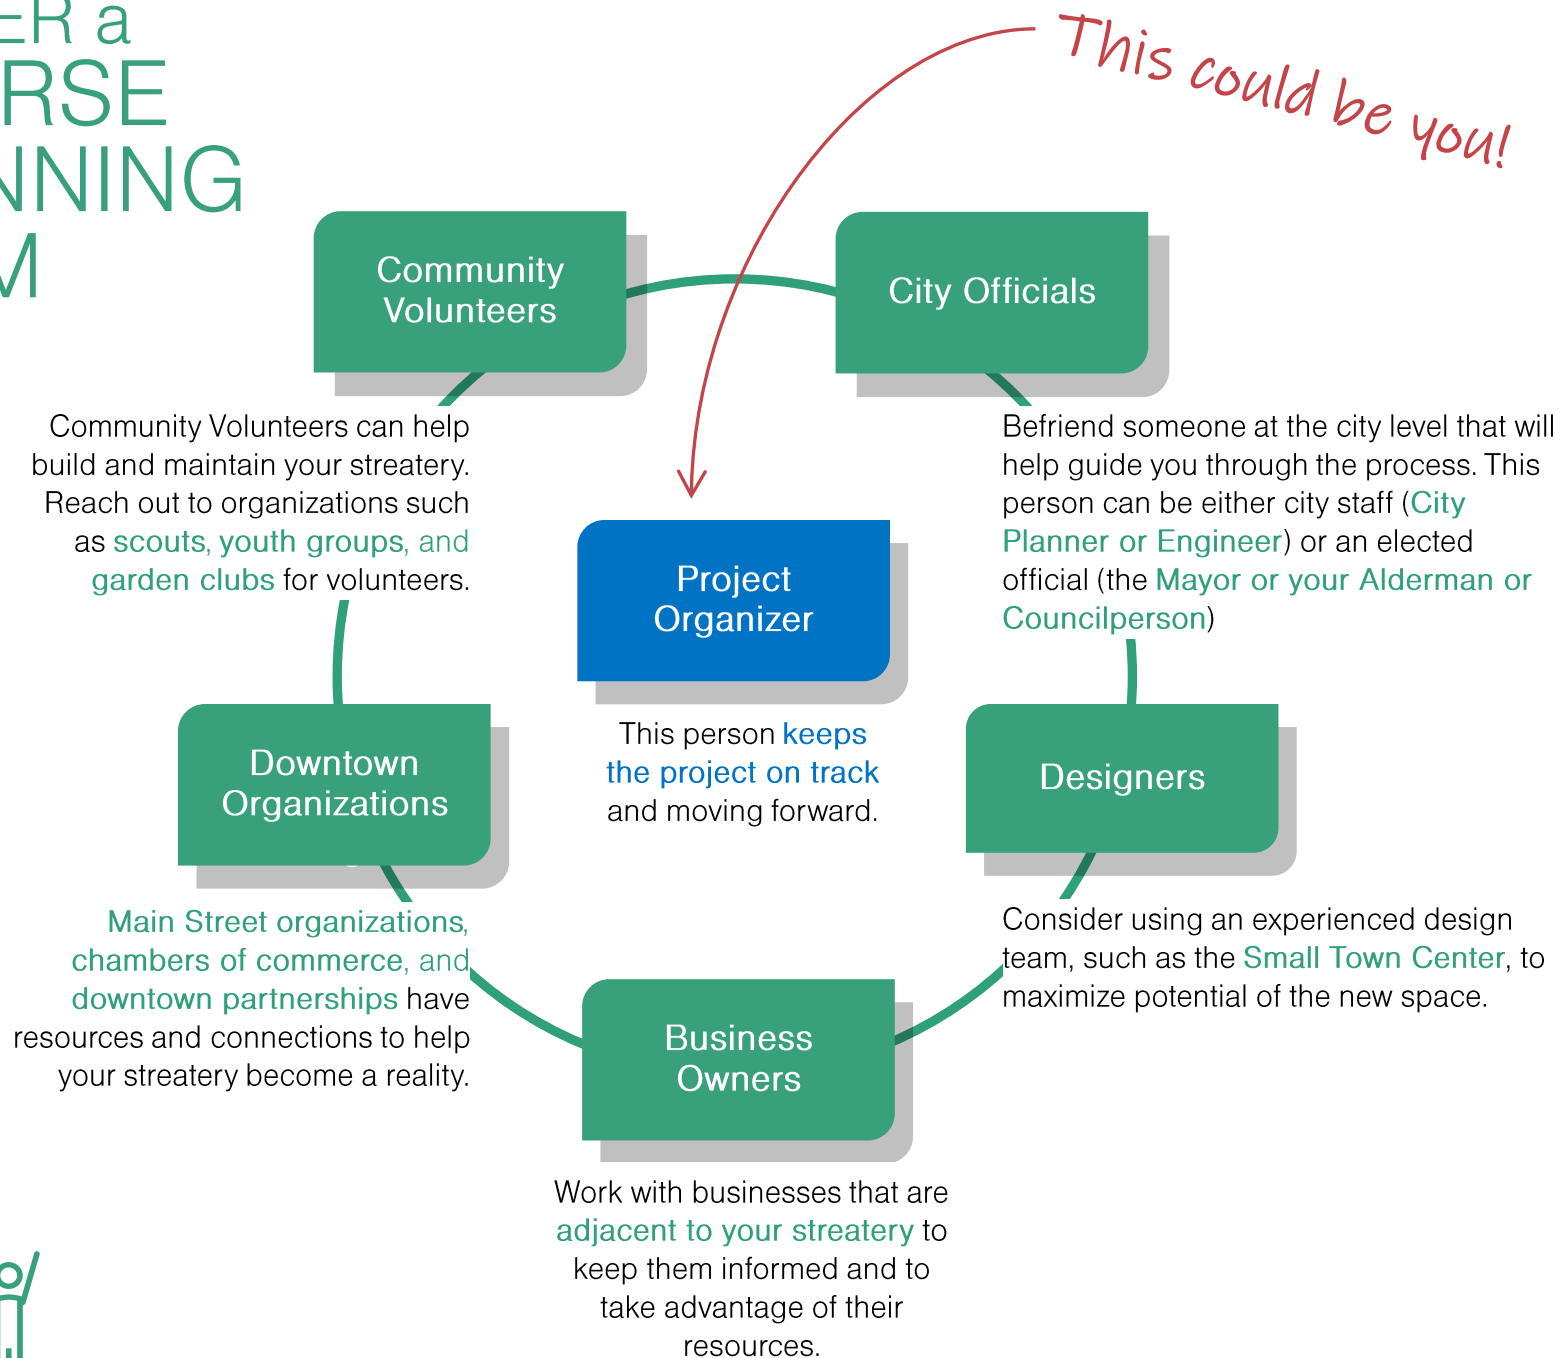 ER a
RSE
NNING
M
This could be you!
Community
Volunteers
City Officials
Community Volunteers can help
build and maintain your streatery.
Reach out to organizations such
as scouts, youth groups, and
garden clubs for volunteers.
Befriend someone at the city level that will
help guide you through the process. This
person can be either city staff (City
Planner or Engineer) or an elected
official (the Mayor or your Alderman or
Councilperson)
Project
Organizer
This person keeps
the project on track
and moving forward.
Downtown
Organizations
Designers
Main Street organizations,
chambers of commerce, and
downtown partnerships have
resources and connections to help
your streatery become a reality.
Consider using an experienced design
team, such as the Small Town Center, to
maximize potential of the new space.
Business
Owners
Work with businesses that are
adjacent to your streatery to
keep them informed and to
take advantage of their
resources.